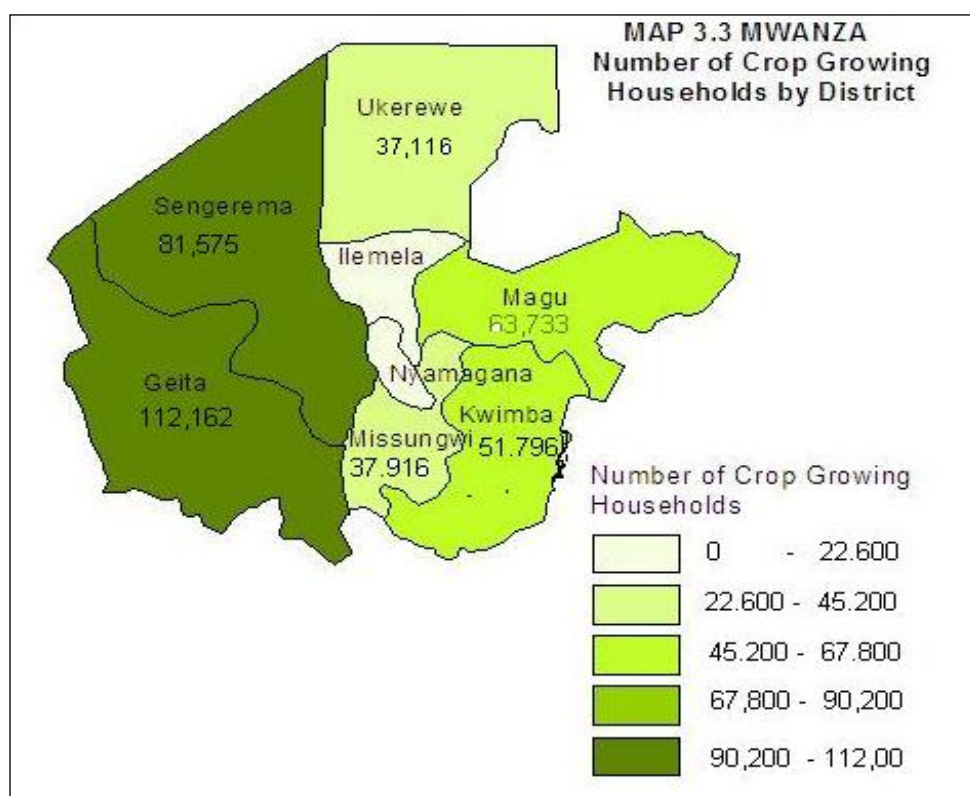 MAP 3.3 MWANZA
Number of Crop Growing
Households by District
Ukerewe
37,116
Sengerema
81,575
Ilemela
Magu
63,733
Nyamagana
Geita
112,162
Kwimba
51.796
Missungwi
37.916
Number of Crop Growing
Households
0 - 22.600
22.600 - 45.200
45.200 - 67.800
67,800 - 90,200
90,200 - 112,00